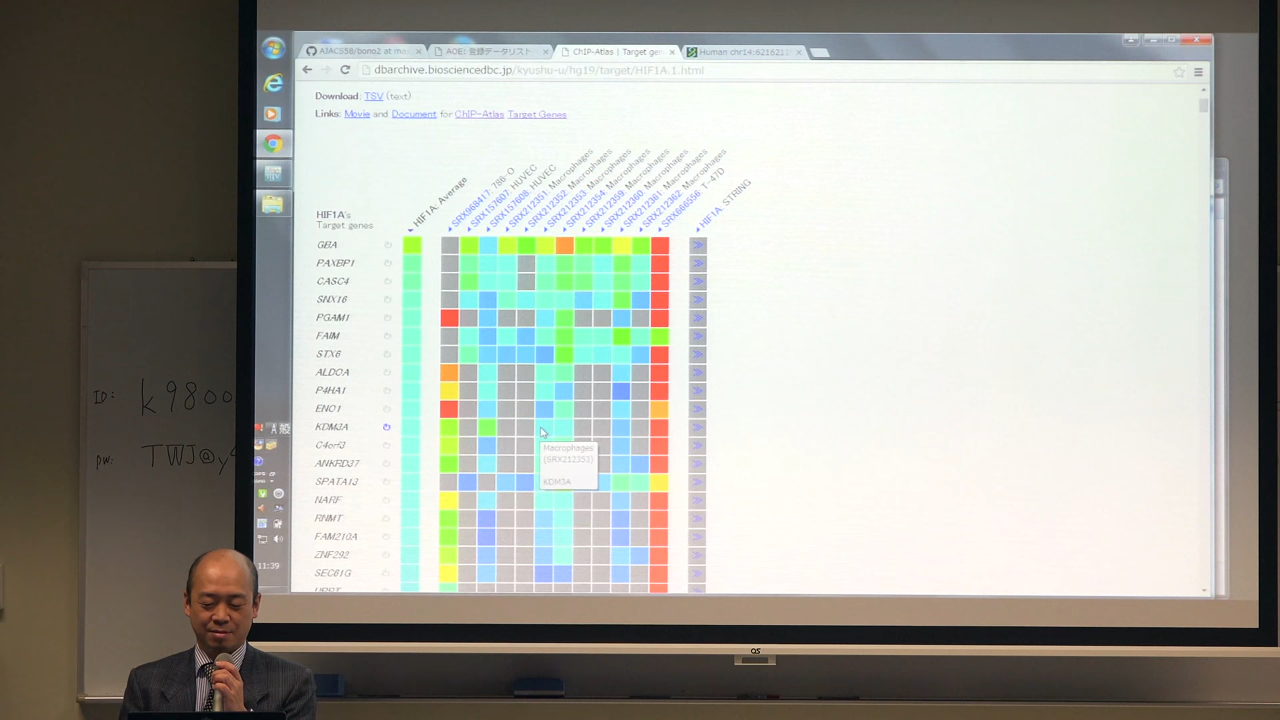 AJACS58/bono2 at ma
AOE: 登録データリスト
ChIP-Atlas | Target gen
Human chr14:621621
dbarchive.biosciencedbc.jp/kyushu-u/hg19/target/HIF1A.1.html
Download: TSV (text)
Links: Movie and Document for ChIP-Atlas Target Genes
HIF1A: Average
SRX968417: 786-O
SRX157607: HUVEC
SRX157608: HUVEC
SRX212351: Macrophages
SRX212352: Macrophages
SRX212353: Macrophages
SRX212354: Macrophages
SRX212359: Macrophages
SRX212360: Macrophages
SRX212361: Macrophages
SRX212362: Macrophages
SRX666556: T-47D
HIF1A: STRING
HIF1A's
Target genes
GBA
PAXBP1
CASC4
SNX16
PGAM1
FAIM
STX6
ALDOA
P4HA1
ENO1
KDM3A
C4orf3
ANKRD37
SPATA13
NARF
RNMT
FAM210A
ZNF292
SEC61G
Macrophages
(SRX212353)
KDM3A
A 般
11:39
ID: k9800
pw: TWJ@y
OS